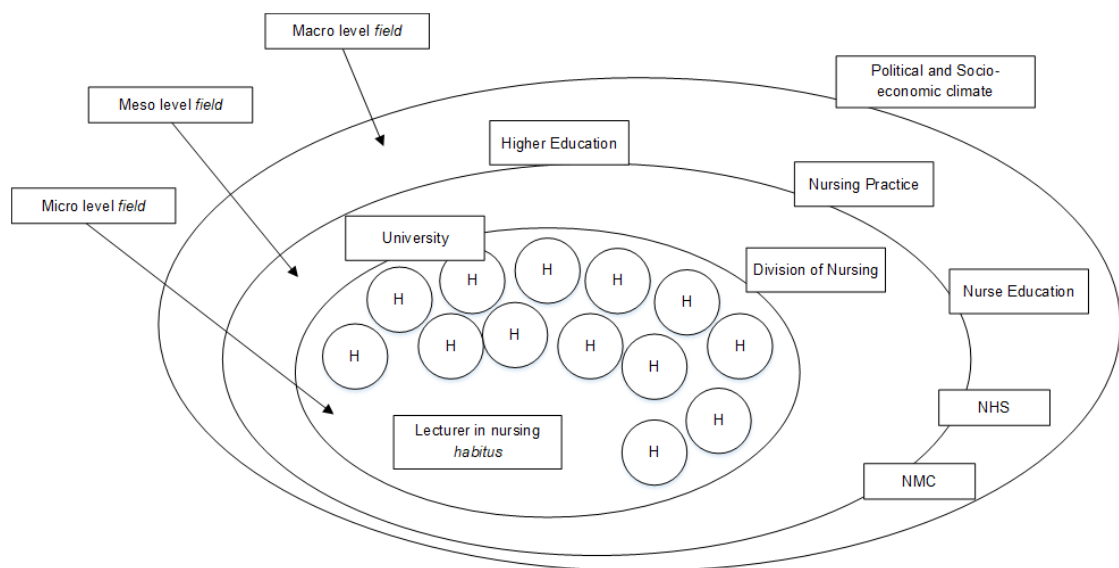 Macro level field
Political and Socio-
economic climate
Meso level field
Higher Education
Nursing Practice
Micro level field
University
Division of Nursing
H
H
H
H
H
H
Nurse Education
H
H
H
H
H
H
H
NHS
Lecturer in nursing
habitus
H
H
NMC